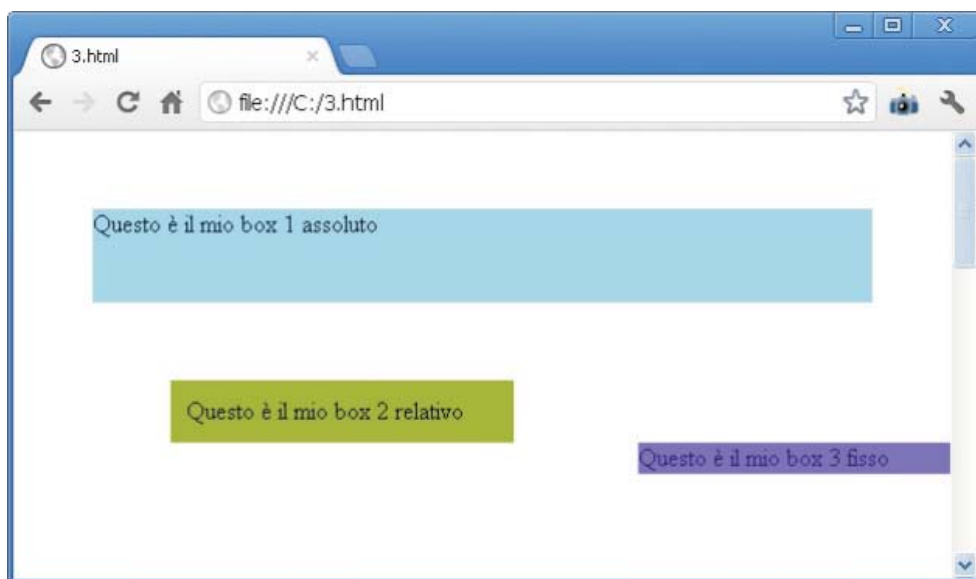 3.html
file:///C:/3.html
Questo è il mio box 1 assoluto
Questo è il mio box 2 relativo
Questo è il mio box 3 fisso